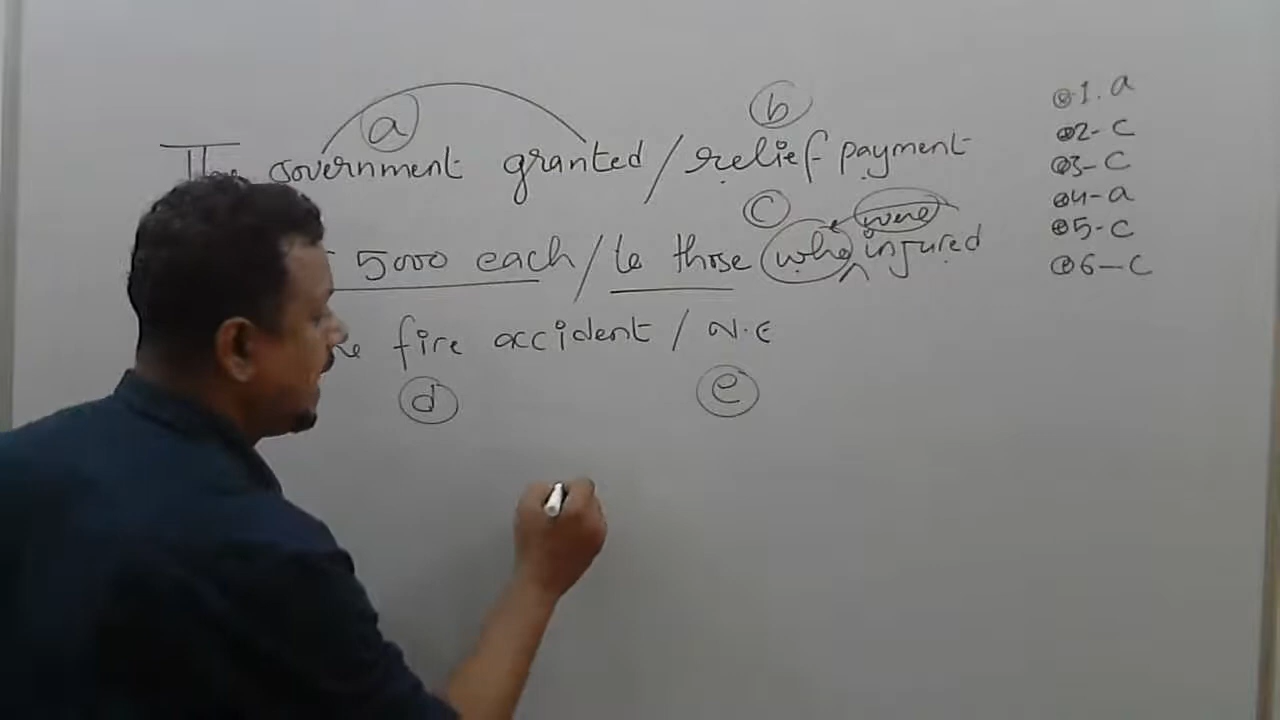 a
b
The Government granted / relief payment
c
were
5000 each / to those who ^ injured
fire accident / N.E
d
e
1. a
2- c
3- c
4-a
5-c
6-c